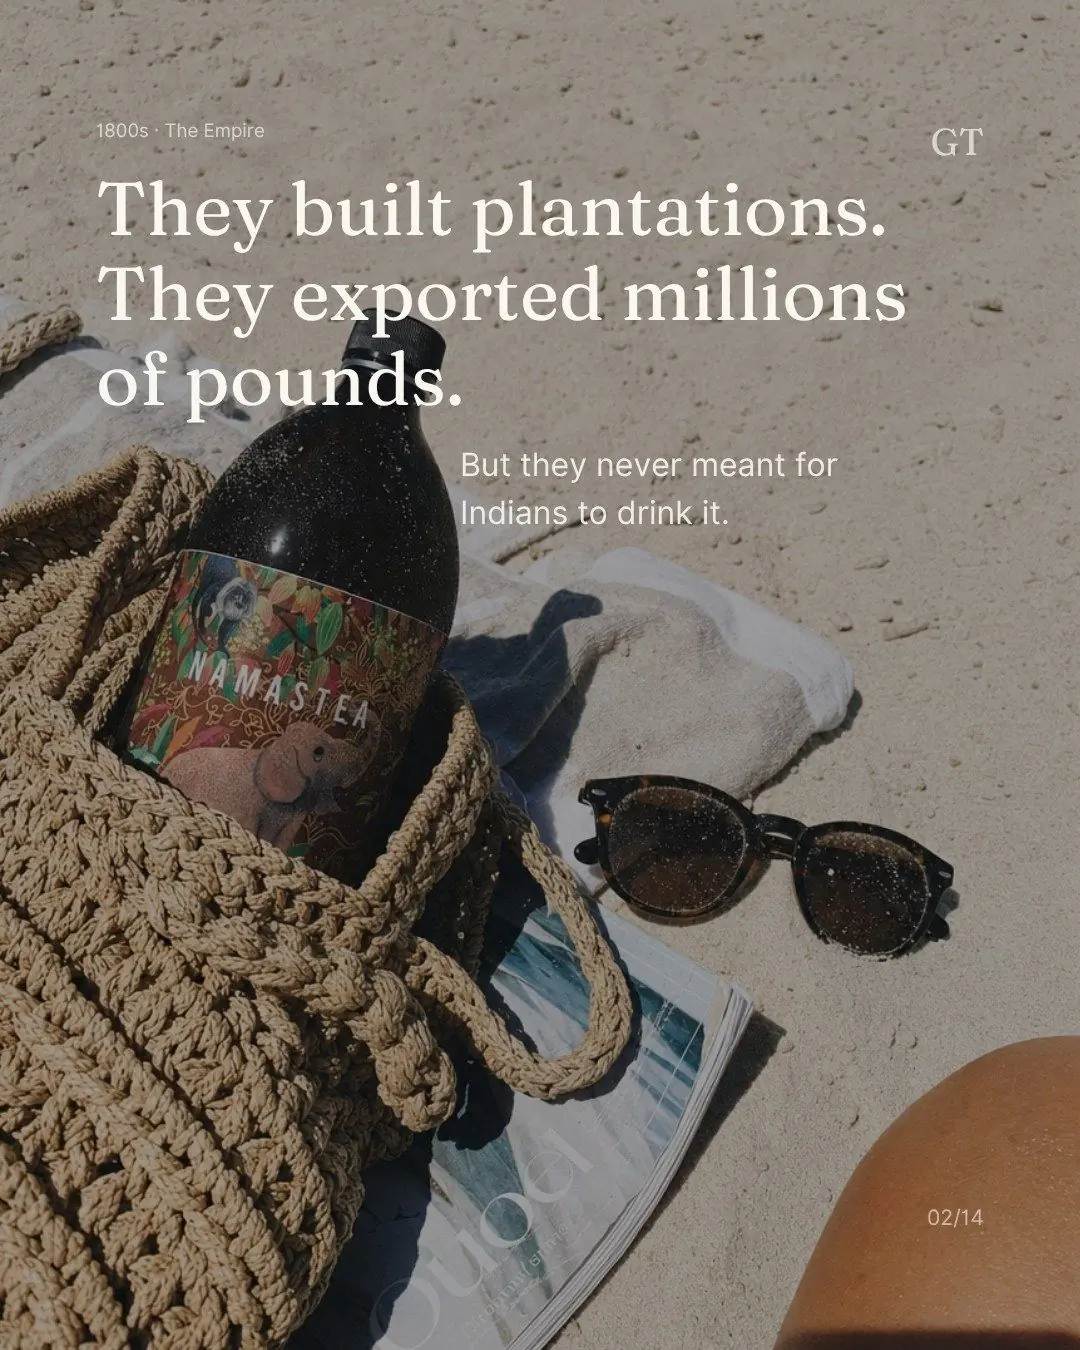 1800s · The Empire
GT
They built plantations.
They exported millions
of pounds.
But they never meant for
Indians to drink it.
NAMASTEA
02/14